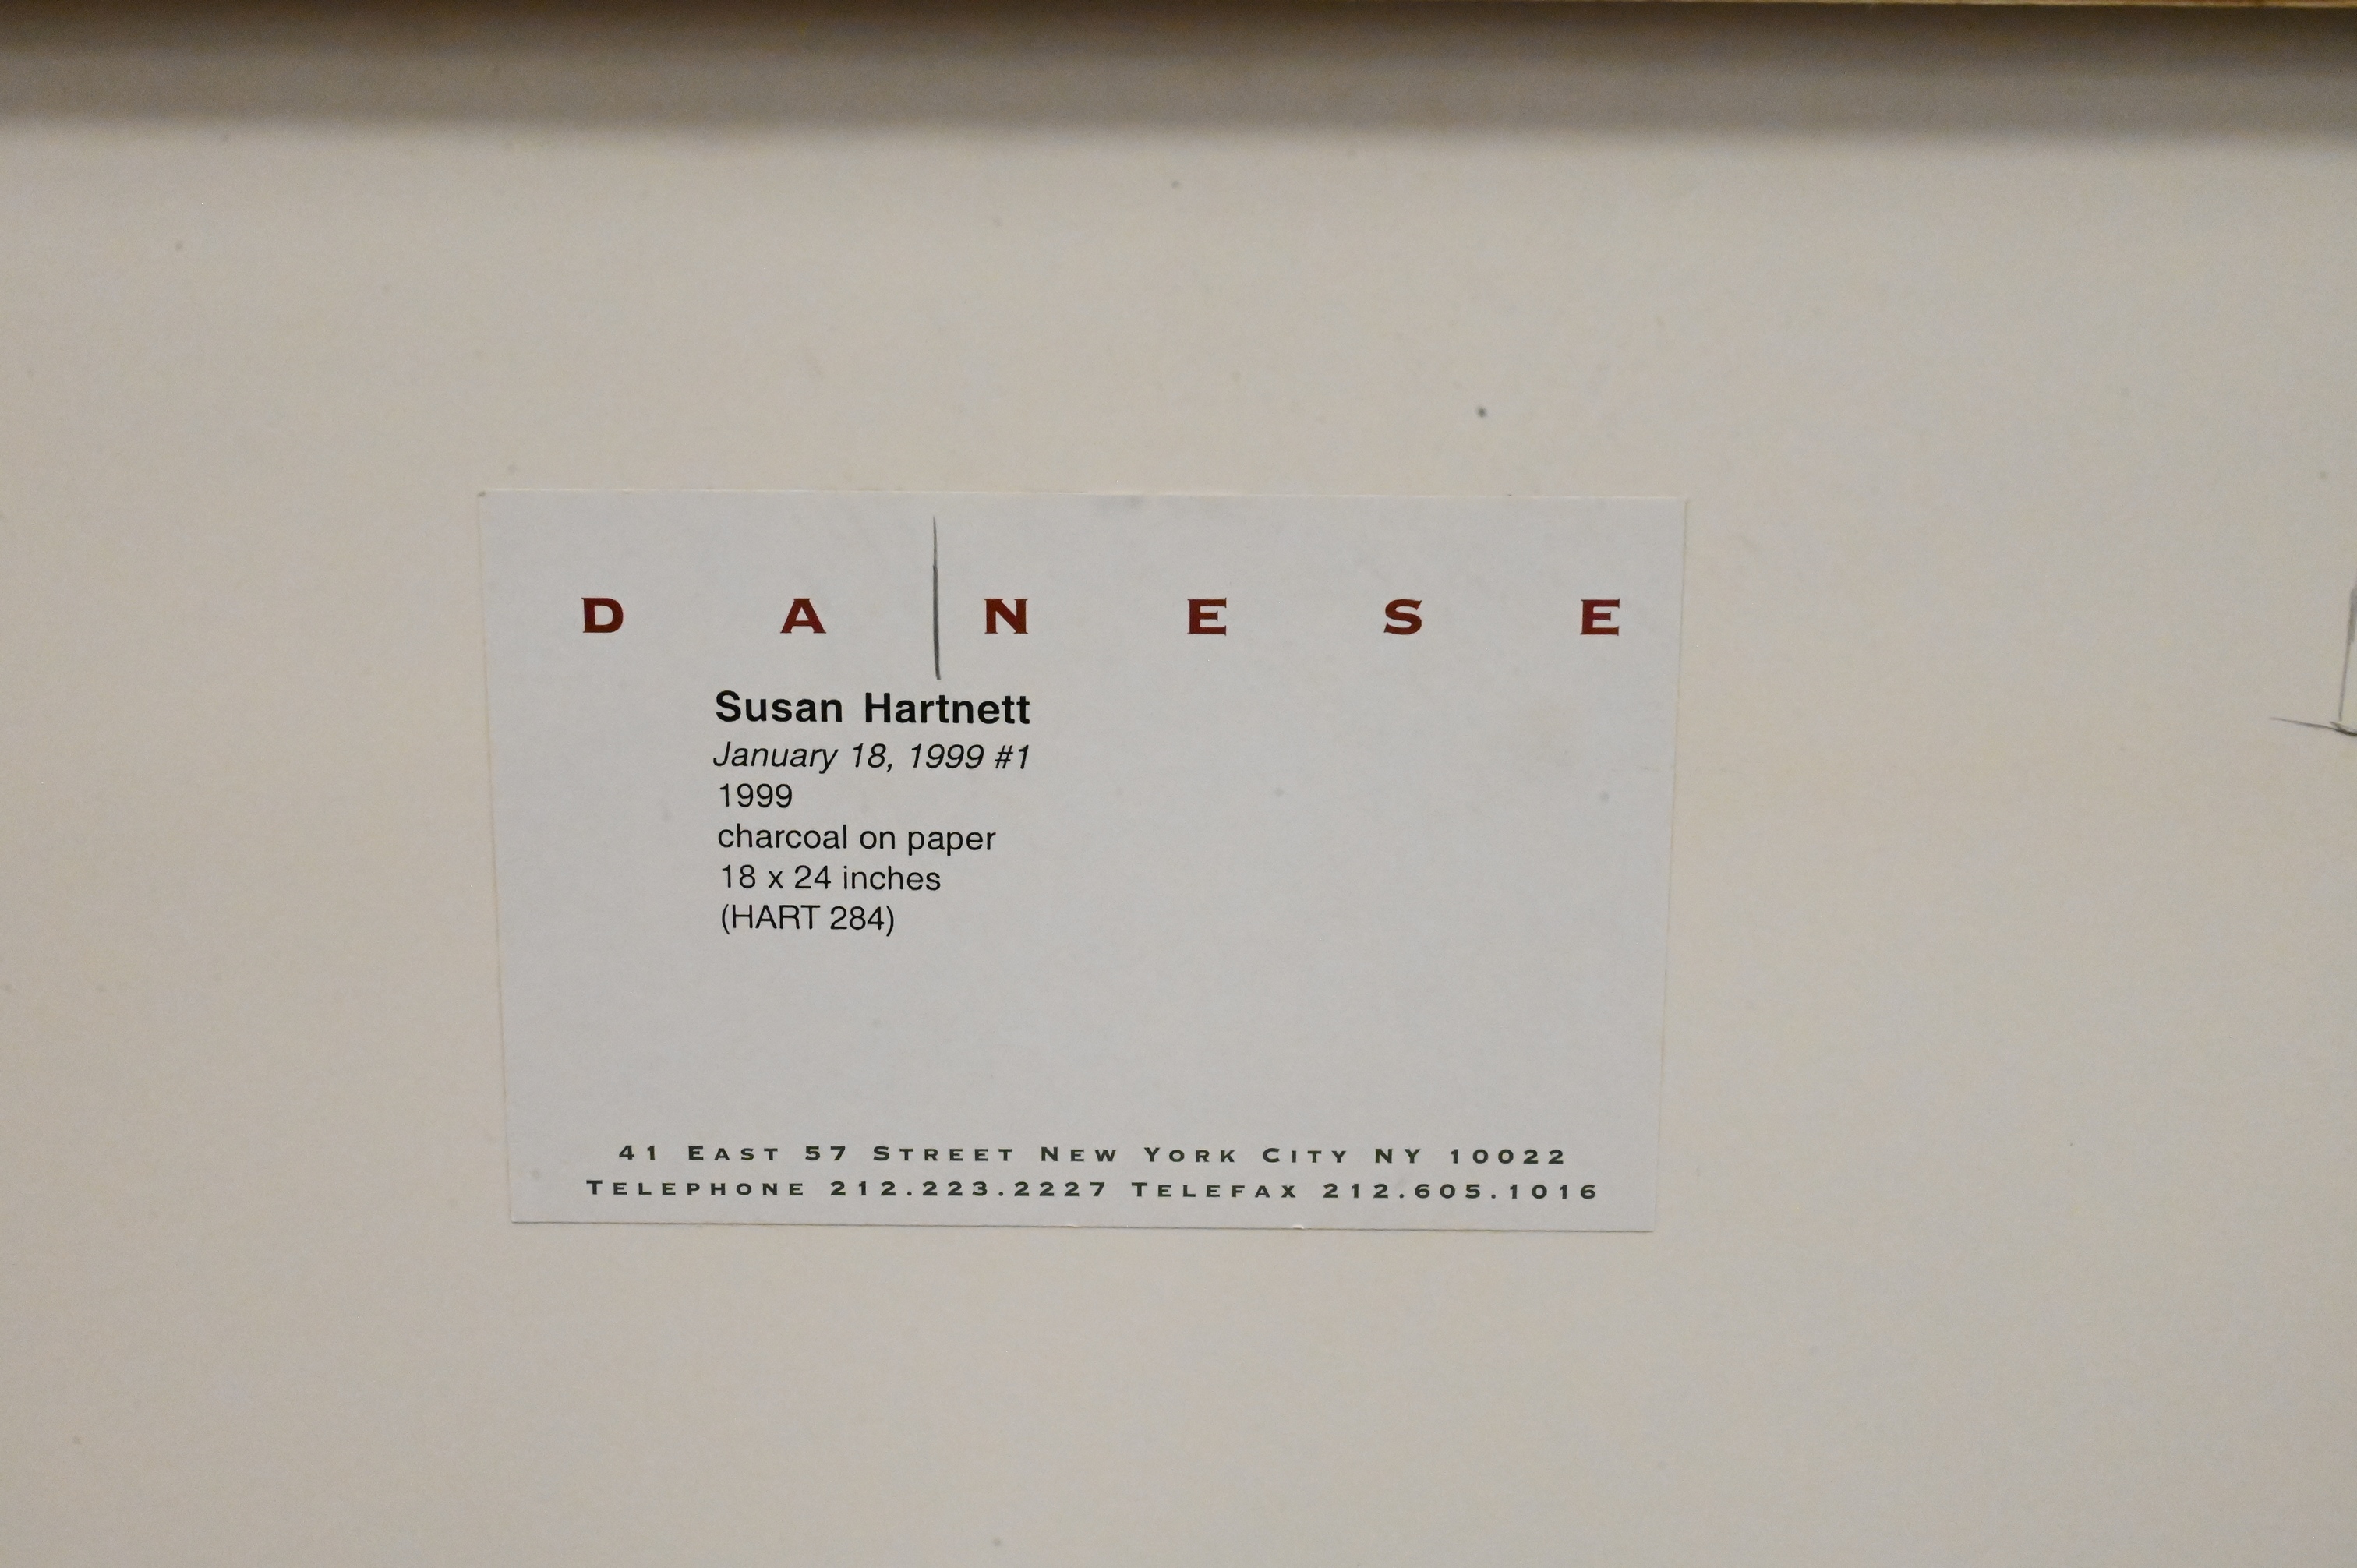 DANESE
Susan Hartnett
January 18, 1999 #1
1999
charcoal on paper
18 x 24 inches
(HART 284)
41 EAST 57 STREET NEW YORK CITY NY 10022
TELEPHONE 212.223.2227 TELEFAX 212.605.1016